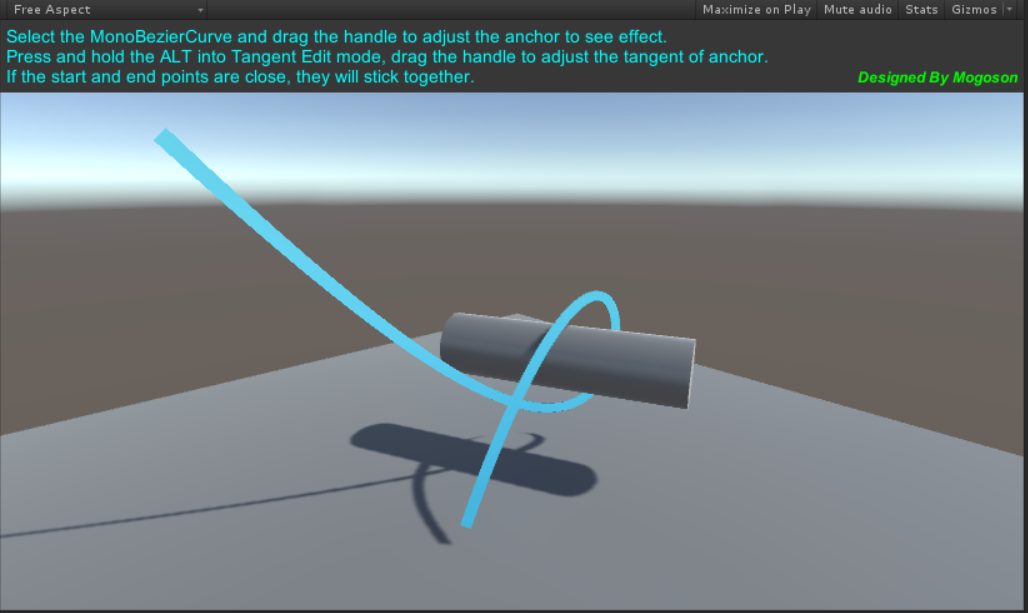 Free Aspect
Maximize on Play Mute audio Stats Gizmos
Select the MonoBezierCurve and drag the handle to adjust the anchor to see effect.
Press and hold the ALT into Tangent Edit mode, drag the handle to adjust the tangent of anchor.
If the start and end points are close, they will stick together.
Designed By Mogoson